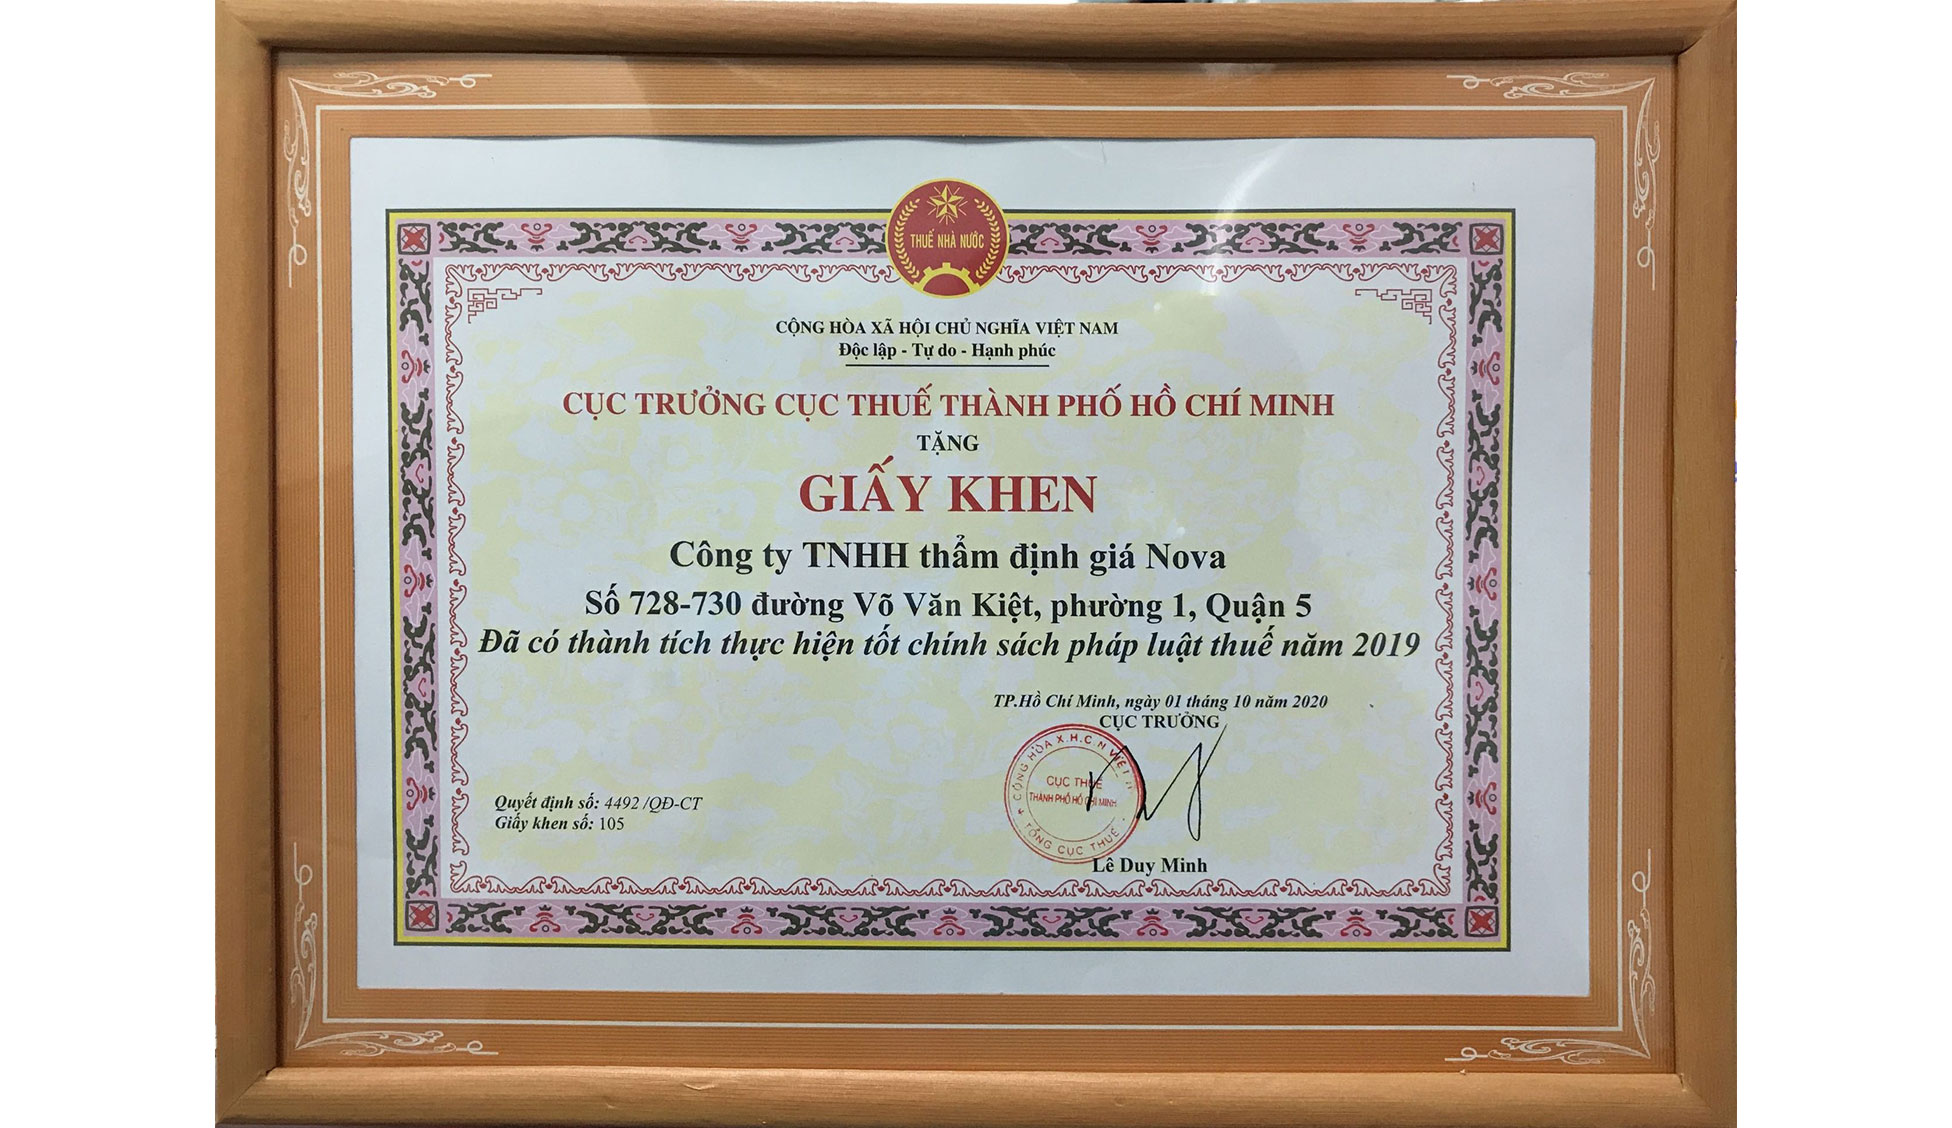 THUẾ NHÀ NƯỚC
CỘNG HÒA XÃ HỘI CHỦ NGHĨA VIỆT NAM
Độc lập - Tự do - Hạnh phúc
CỤC TRƯỞNG CỤC THUẾ THÀNH PHỐ HỒ CHÍ MINH
TẶNG
GIẤY KHEN
Công ty TNHH thẩm định giá Nova
Số 728-730 đường Võ Văn Kiệt, phường 1, Quận 5
Đã có thành tích thực hiện tốt chính sách pháp luật thuế năm 2019
TP.Hồ Chí Minh, ngày 01 tháng 10 năm 2020
CỤC TRƯỞNG
CỘNG HÒA X.H.C.N VIỆT
CỤC THUẾ
THÀNH PHỐ HỒ CHÍ MINH
TỔNG CỤC THUẾ
Quyết định số: 4492 /QĐ-CT
Giấy khen số: 105
Lê Duy Minh